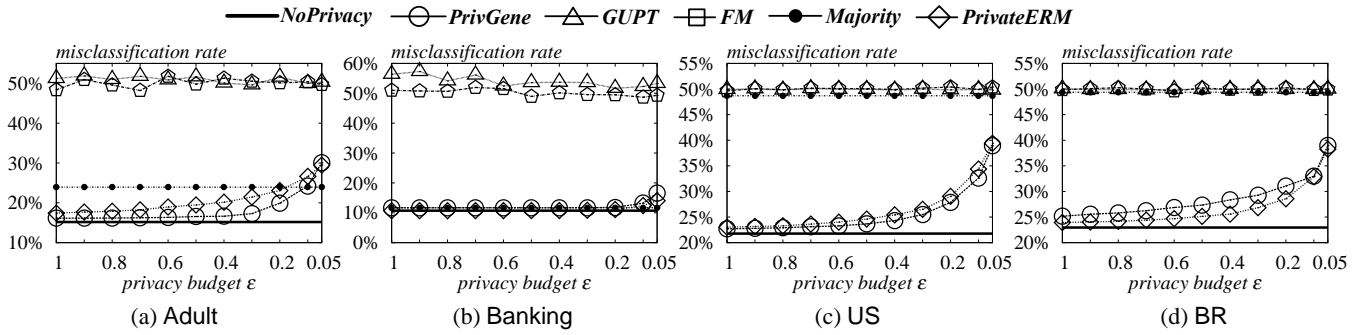 NoPrivacy PrivGene GUPT FM Majority PrivateERM
misclassification rate
50%
40%
30%
20%
10%
1 0.8 0.6 0.4 0.2 0.05
privacy budget ε
(a) Adult
misclassification rate
60%
50%
40%
30%
20%
10%
0%
1 0.8 0.6 0.4 0.2 0.05
privacy budget ε
(b) Banking
misclassification rate
55%
50%
45%
40%
35%
30%
25%
20%
1 0.8 0.6 0.4 0.2 0.05
privacy budget ε
(c) US
misclassification rate
55%
50%
45%
40%
35%
30%
25%
20%
1 0.8 0.6 0.4 0.2 0.05
privacy budget ε
(d) BR